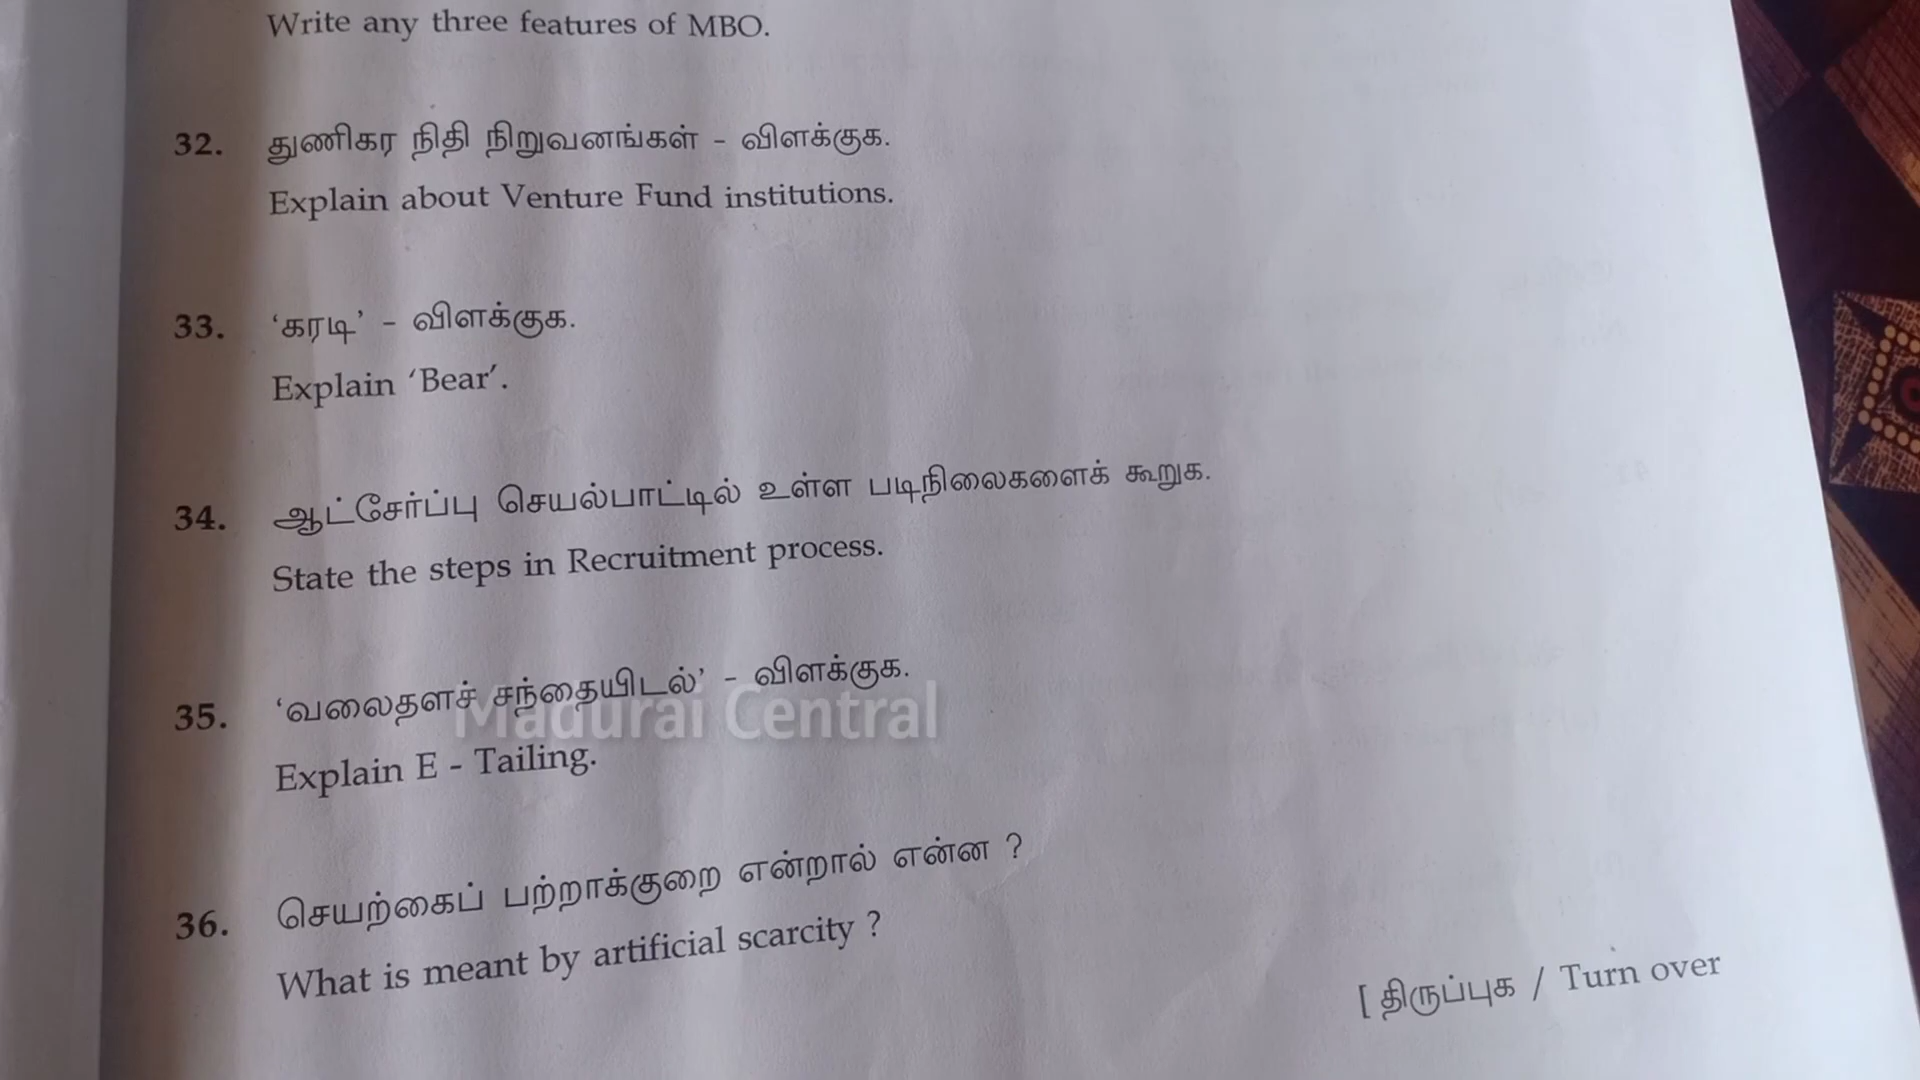 Write any three features of MBO.
32. துணிகர நிதி நிறுவனங்கள் - விளக்குக.
Explain about Venture Fund institutions.
33. ‘கரடி’ - விளக்குக.
Explain ‘Bear’.
34. ஆட்சேர்ப்பு செயல்பாட்டில் உள்ள படிநிலைகளைக் கூறுக.
State the steps in Recruitment process.
35. ‘வலைதளச் சந்தையிடல்’ - விளக்குக.
Madurai Central
Explain E - Tailing.
36. செயற்கைப் பற்றாக்குறை என்றால் என்ன ?
What is meant by artificial scarcity ?
[ திருப்புக / Turn over